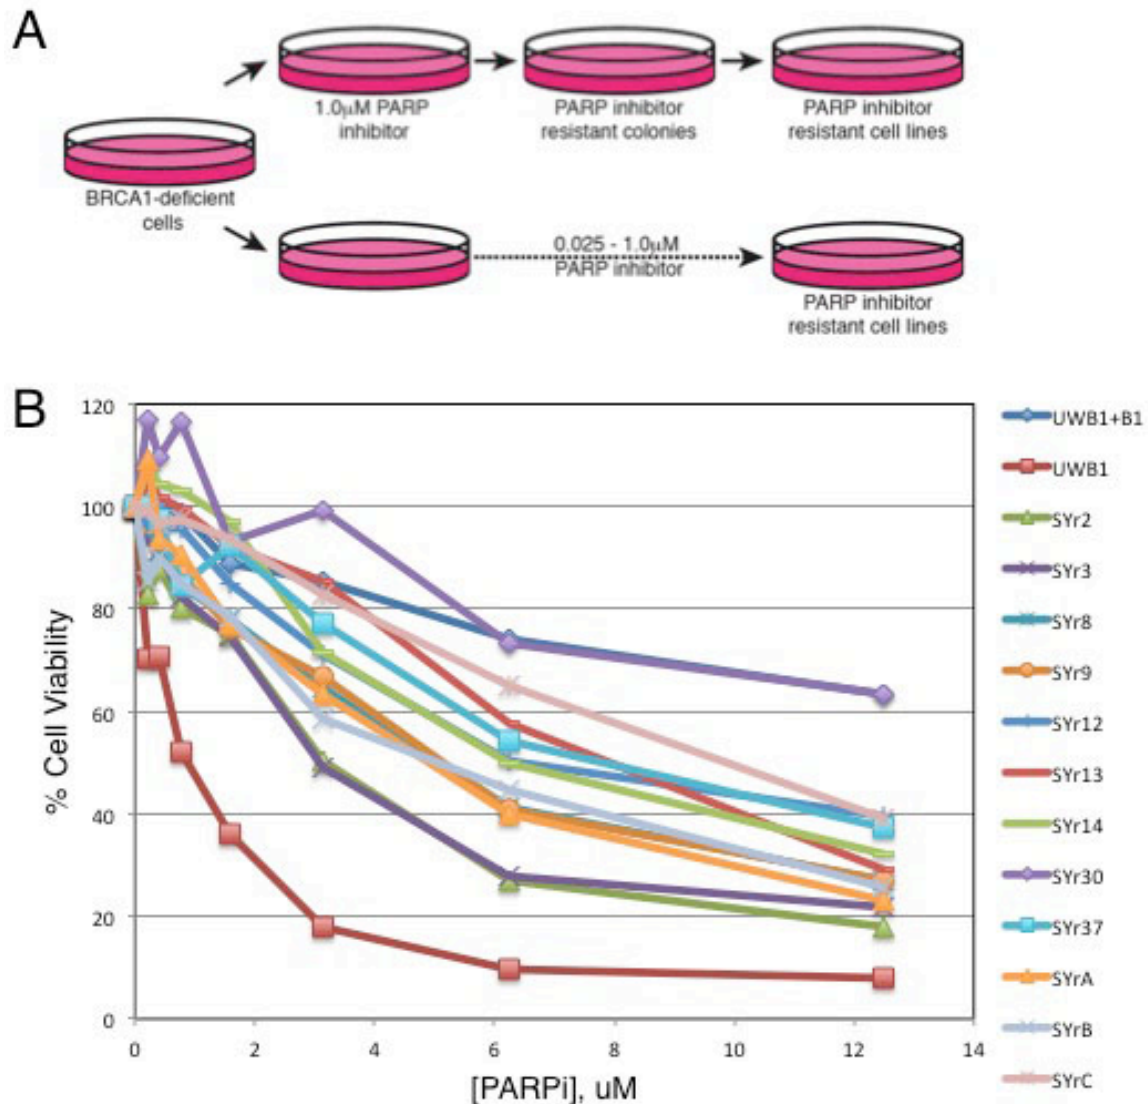 A
1.0µM PARP
inhibitor
PARP inhibitor
resistant colonies
PARP inhibitor
resistant cell lines
BRCA1-deficient
cells
0.025 - 1.0µM
PARP inhibitor
PARP inhibitor
resistant cell lines
B
120
100
80
60
40
20
0
% Cell Viability
0 2 4 6 8 10 12 14
[PARPi], uM
UWB1+B1
UWB1
SYr2
SYr3
SYr8
SYr9
SYr12
SYr13
SYr14
SYr30
SYr37
SYrA
SYrB
SYrC